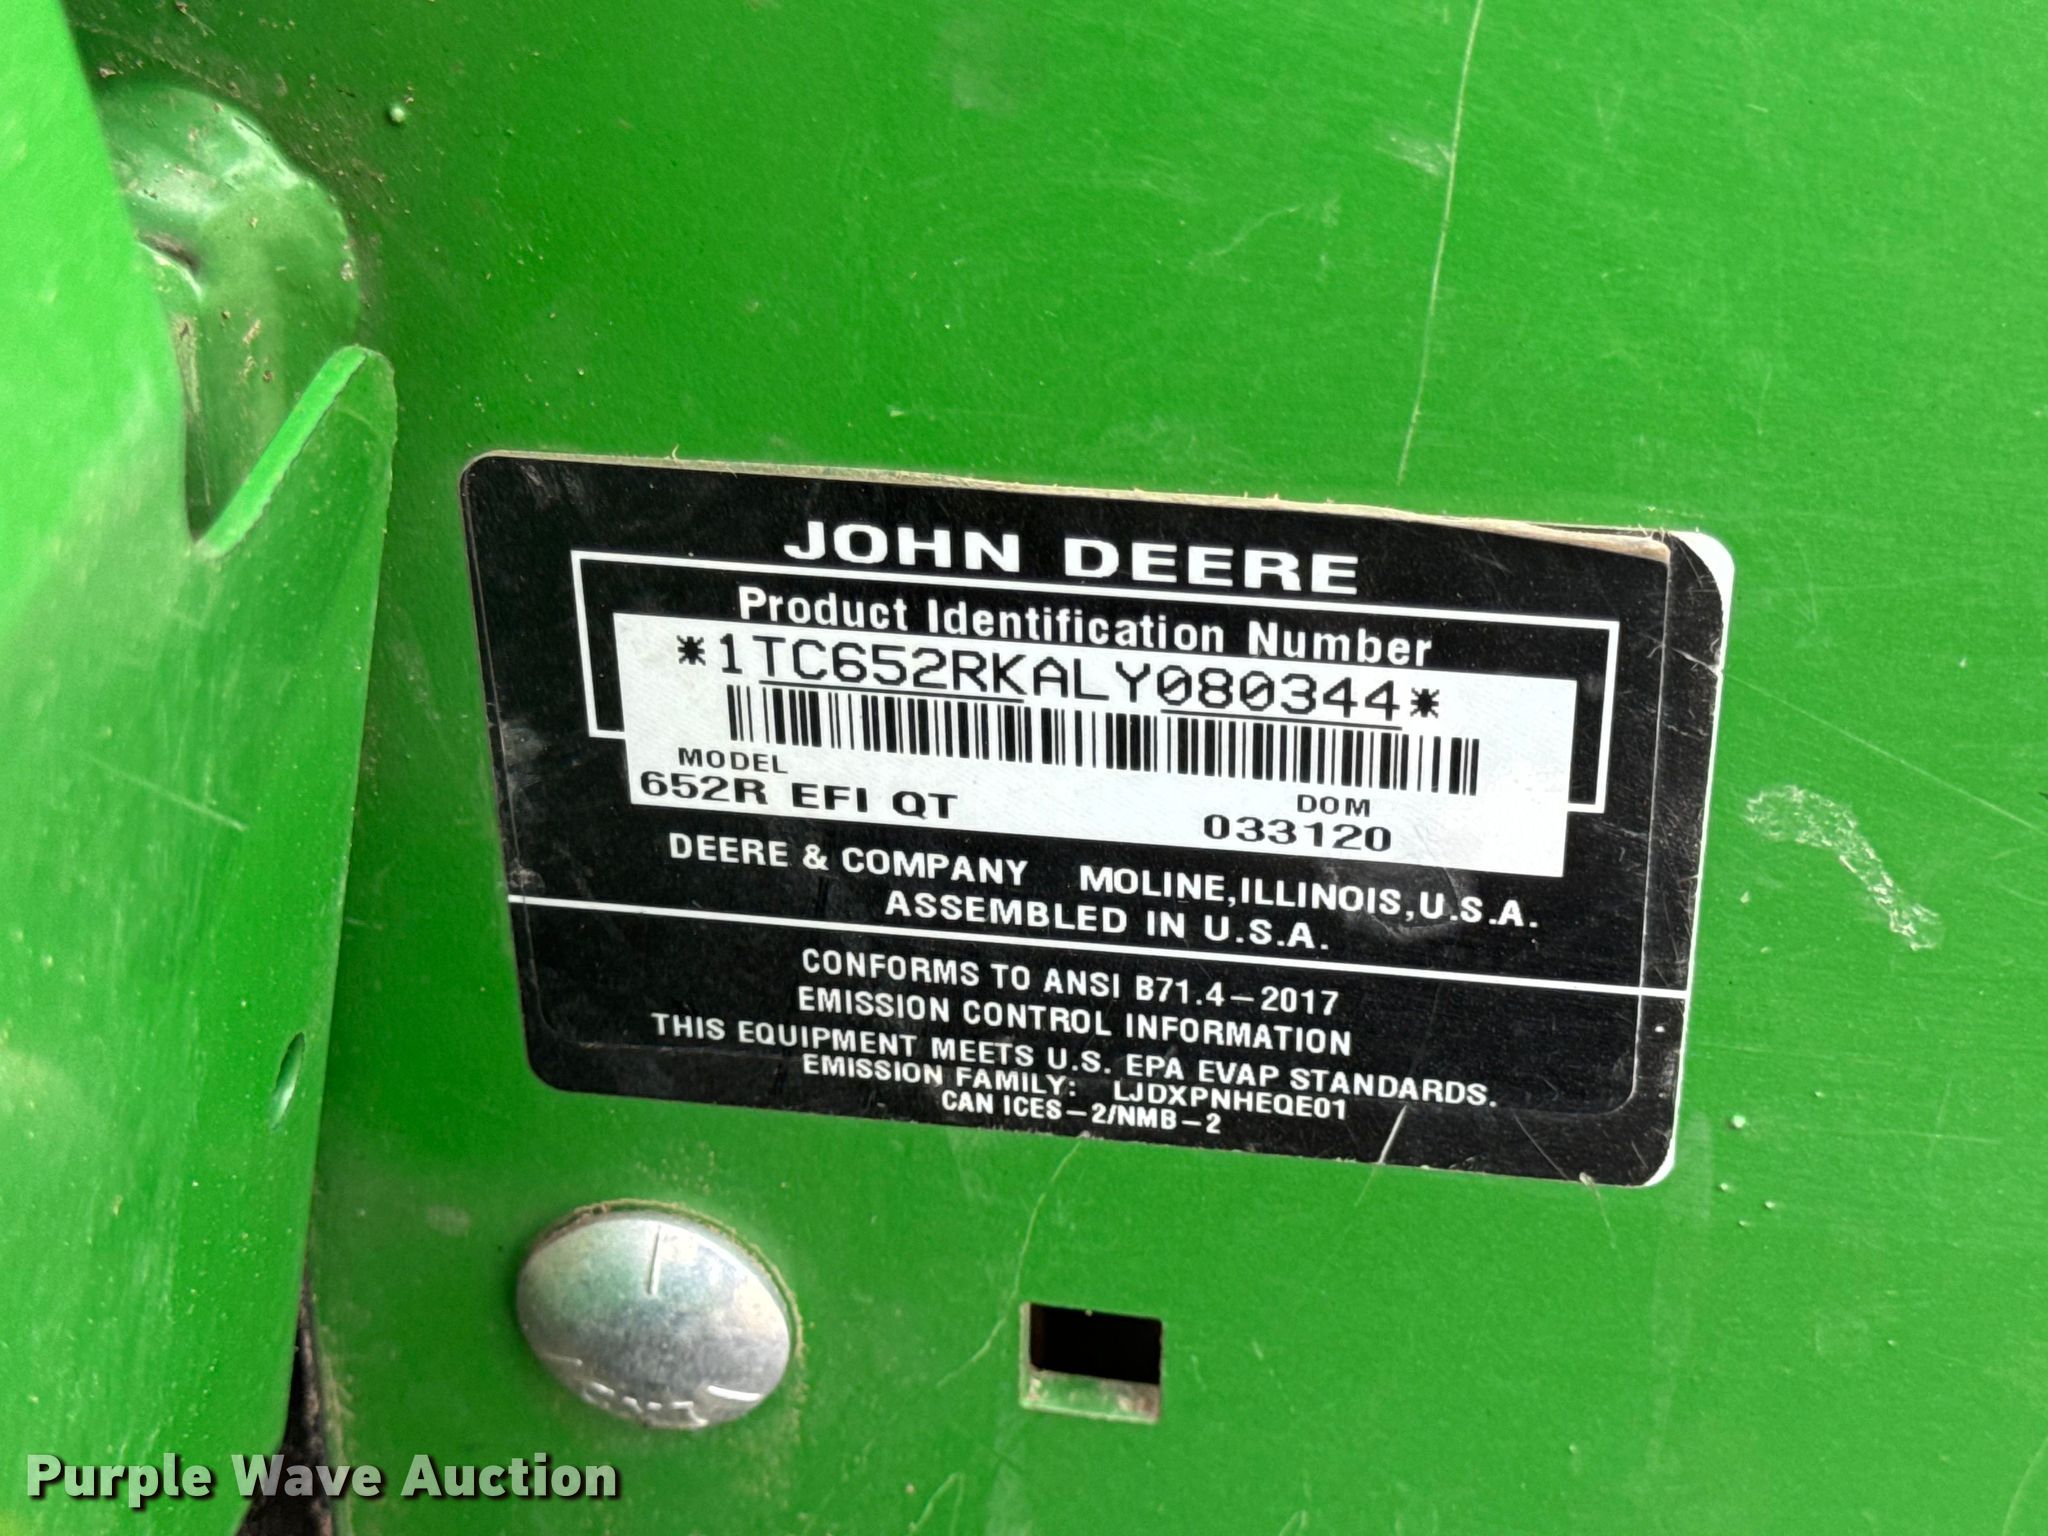 JOHN DEERE
Product Identification Number
*1TC652RKALY080344*
MODEL
652R EFI QT
DOM
033120
DEERE & COMPANY MOLINE, ILLINOIS, U.S.A.
ASSEMBLED IN U.S.A.
CONFORMS TO ANSI B71.4-2017
EMISSION CONTROL INFORMATION
THIS EQUIPMENT MEETS U.S. EPA EVAP STANDARDS.
EMISSION FAMILY: LJDXPNHEQE01
CAN ICES-2/NMB-2
Purple Wave Auction